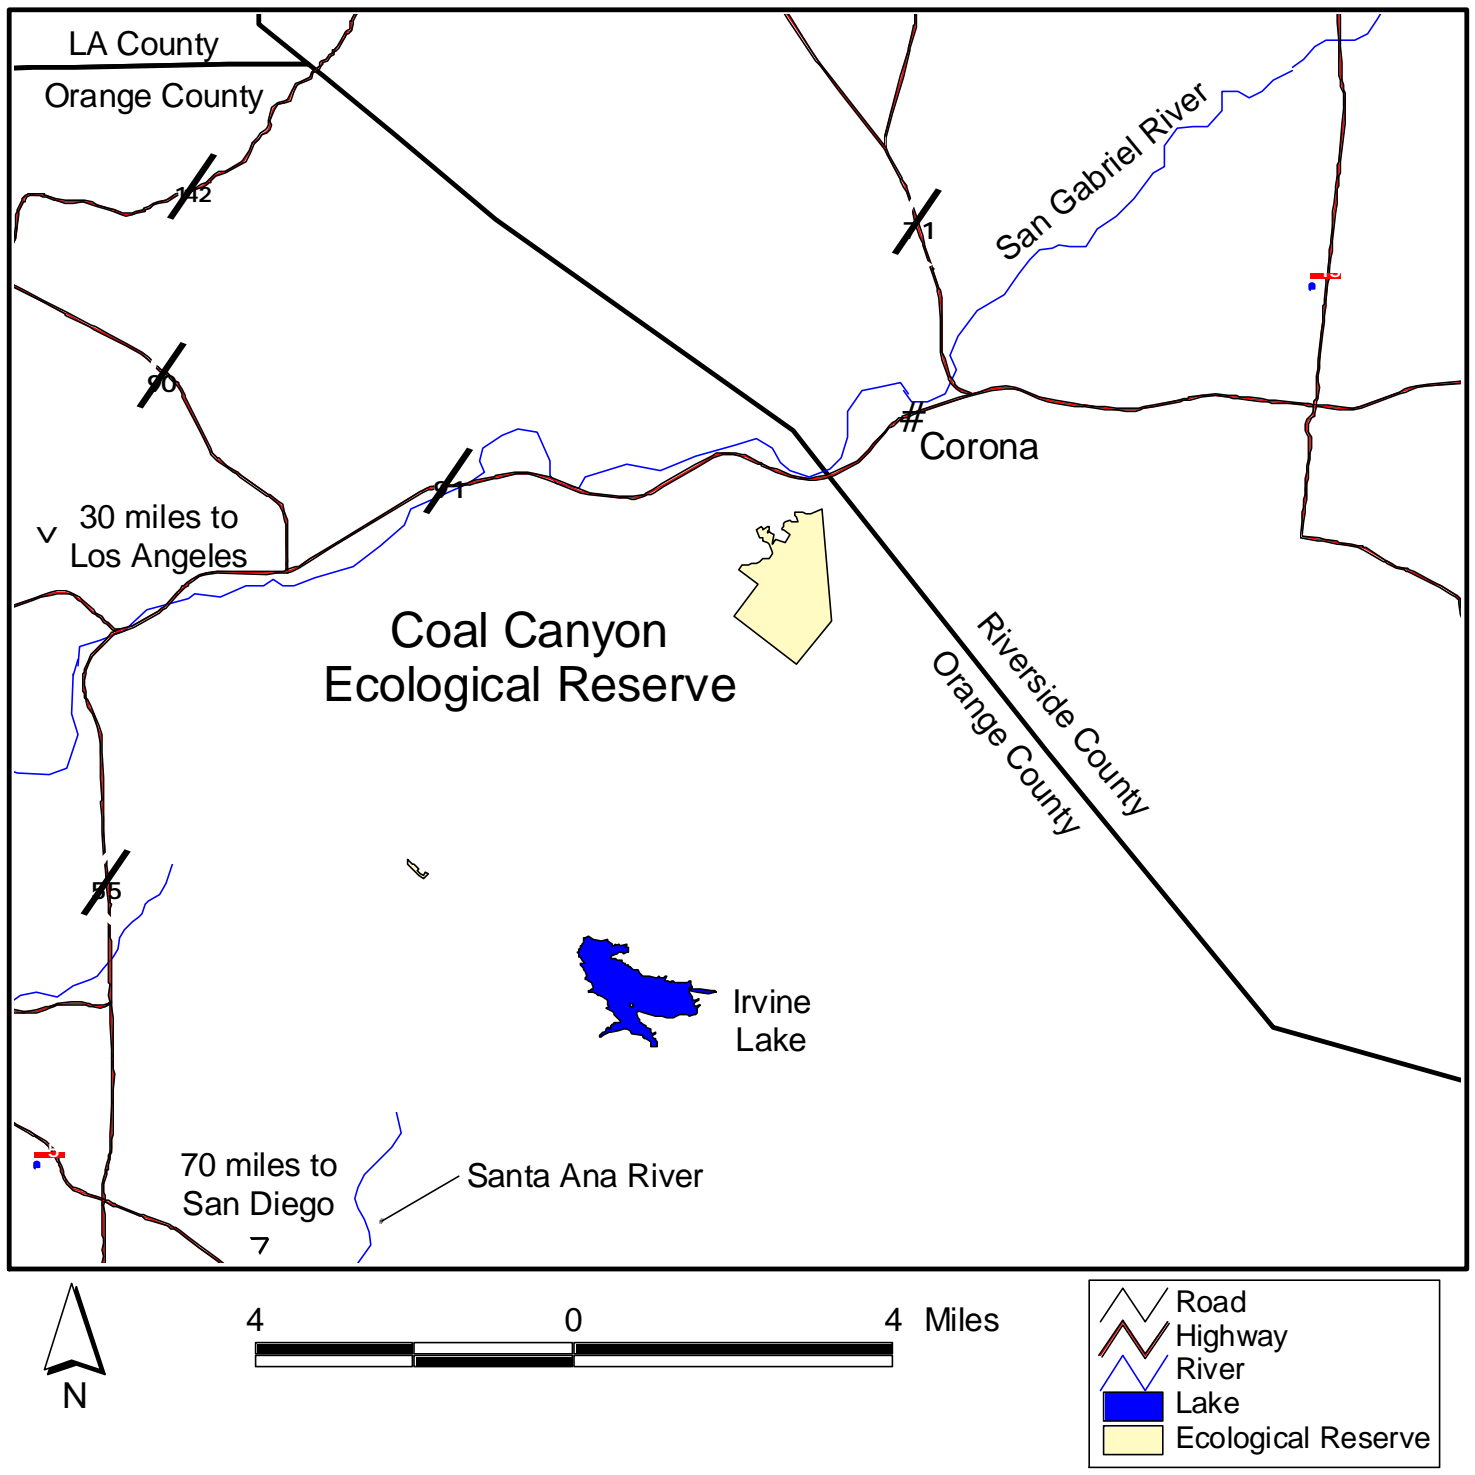 LA County
Orange County
142
71
San Gabriel River
90
91
Corona
30 miles to
Los Angeles
Coal Canyon
Ecological Reserve
Riverside County
Orange County
55
Irvine
Lake
70 miles to
San Diego
Santa Ana River
N
4 0 4 Miles
Road
Highway
River
Lake
Ecological Reserve